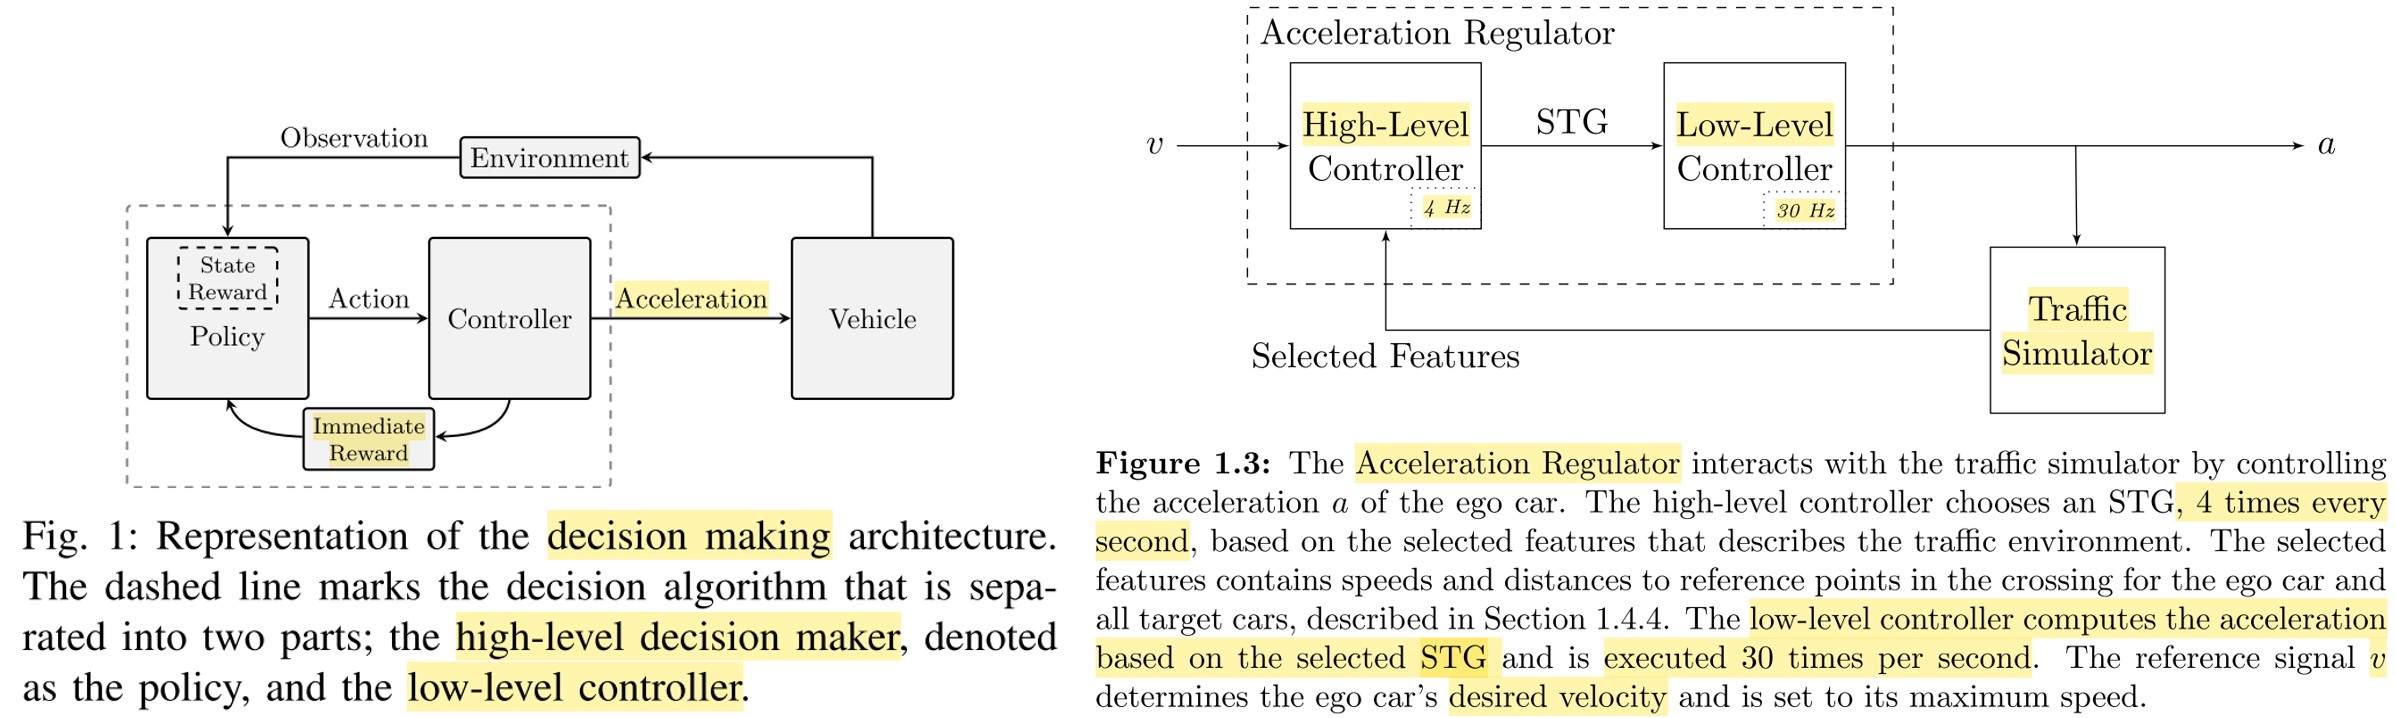 Observation
Environment
State
Reward
Policy
Action
Controller
Acceleration
Vehicle
Immediate
Reward
Fig. 1: Representation of the decision making architecture.
The dashed line marks the decision algorithm that is sepa-
rated into two parts; the high-level decision maker, denoted
as the policy, and the low-level controller.
Acceleration Regulator
v
High-Level
Controller
4 Hz
STG
Low-Level
Controller
30 Hz
a
Traffic
Simulator
Selected Features
Figure 1.3: The Acceleration Regulator interacts with the traffic simulator by controlling
the acceleration a of the ego car. The high-level controller chooses an STG, 4 times every
second, based on the selected features that describes the traffic environment. The selected
features contains speeds and distances to reference points in the crossing for the ego car and
all target cars, described in Section 1.4.4. The low-level controller computes the acceleration
based on the selected STG and is executed 30 times per second. The reference signal v
determines the ego car's desired velocity and is set to its maximum speed.